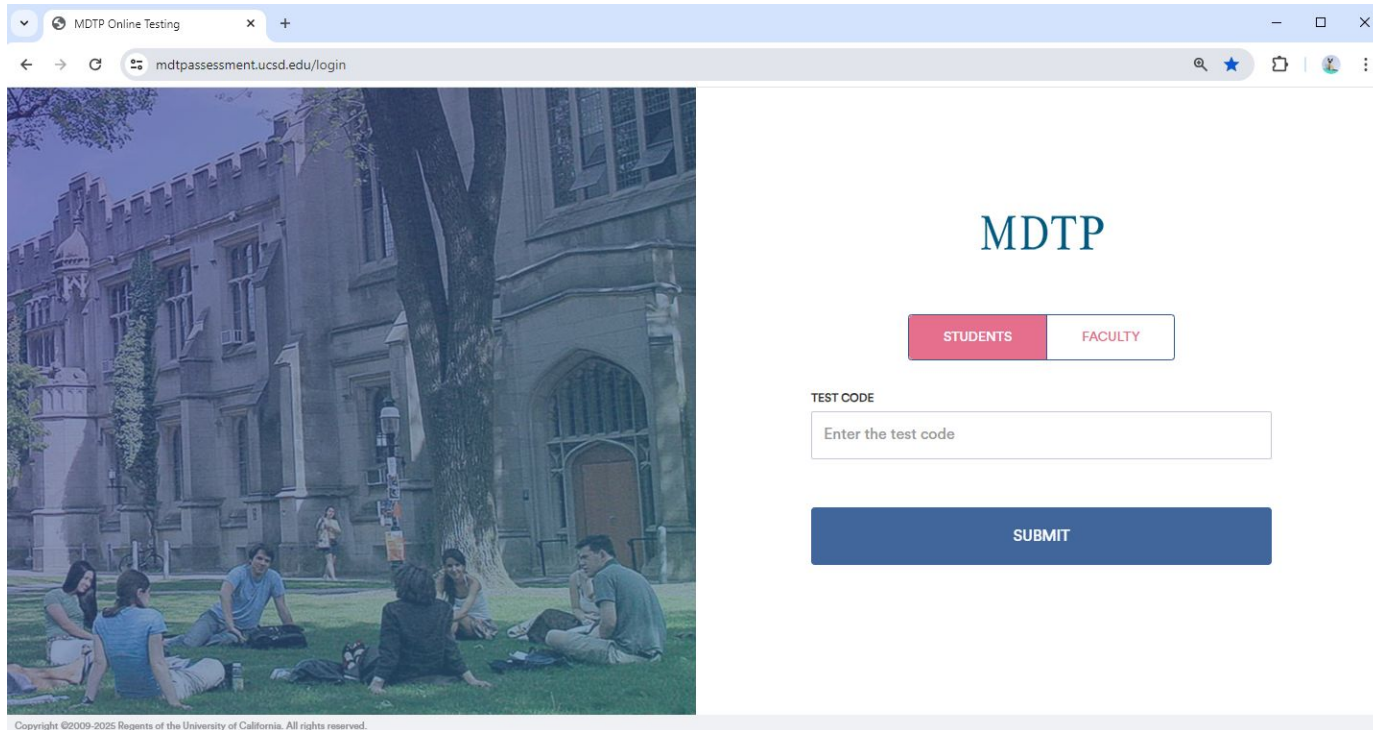 MDTP Online Testing
mdtpassessment.ucsd.edu/login
MDTP
STUDENTS FACULTY
TEST CODE
Enter the test code
SUBMIT
Copyright ©2009-2025 Regents of the University of California. All rights reserved.